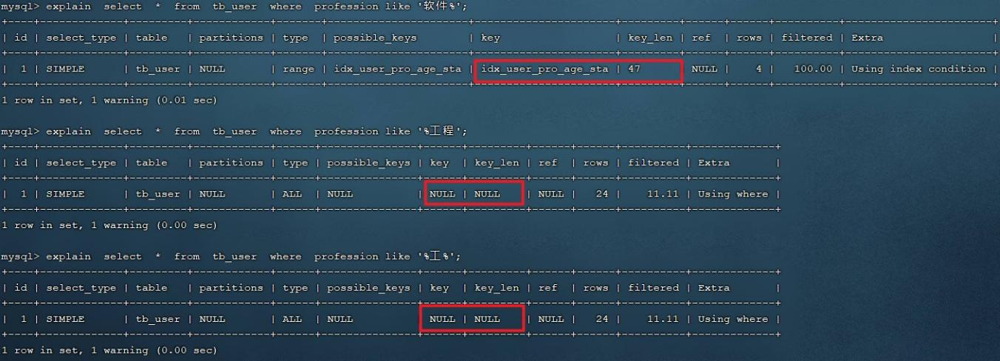 mysql> explain select * from tb_user where profession like '软件%';
+----+-------------+---------+------------+-------+----------------------+----------------------+---------+------+------+----------+-----------------------+
| id | select_type | table | partitions | type | possible_keys | key | key_len | ref | rows | filtered | Extra |
+----+-------------+---------+------------+-------+----------------------+----------------------+---------+------+------+----------+-----------------------+
| 1 | SIMPLE | tb_user | NULL | range | idx_user_pro_age_sta | idx_user_pro_age_sta | 47 | NULL | 4 | 100.00 | Using index condition |
+----+-------------+---------+------------+-------+----------------------+----------------------+---------+------+------+----------+-----------------------+
1 row in set, 1 warning (0.01 sec)
mysql> explain select * from tb_user where profession like '%工程';
+----+-------------+---------+------------+------+---------------+------+---------+------+------+----------+-------------+
| id | select_type | table | partitions | type | possible_keys | key | key_len | ref | rows | filtered | Extra |
+----+-------------+---------+------------+------+---------------+------+---------+------+------+----------+-------------+
| 1 | SIMPLE | tb_user | NULL | ALL | NULL | NULL | NULL | NULL | 24 | 11.11 | Using where |
+----+-------------+---------+------------+------+---------------+------+---------+------+------+----------+-------------+
1 row in set, 1 warning (0.00 sec)
mysql> explain select * from tb_user where profession like '%工%';
+----+-------------+---------+------------+------+---------------+------+---------+------+------+----------+-------------+
| id | select_type | table | partitions | type | possible_keys | key | key_len | ref | rows | filtered | Extra |
+----+-------------+---------+------------+------+---------------+------+---------+------+------+----------+-------------+
| 1 | SIMPLE | tb_user | NULL | ALL | NULL | NULL | NULL | NULL | 24 | 11.11 | Using where |
+----+-------------+---------+------------+------+---------------+------+---------+------+------+----------+-------------+
1 row in set, 1 warning (0.00 sec)